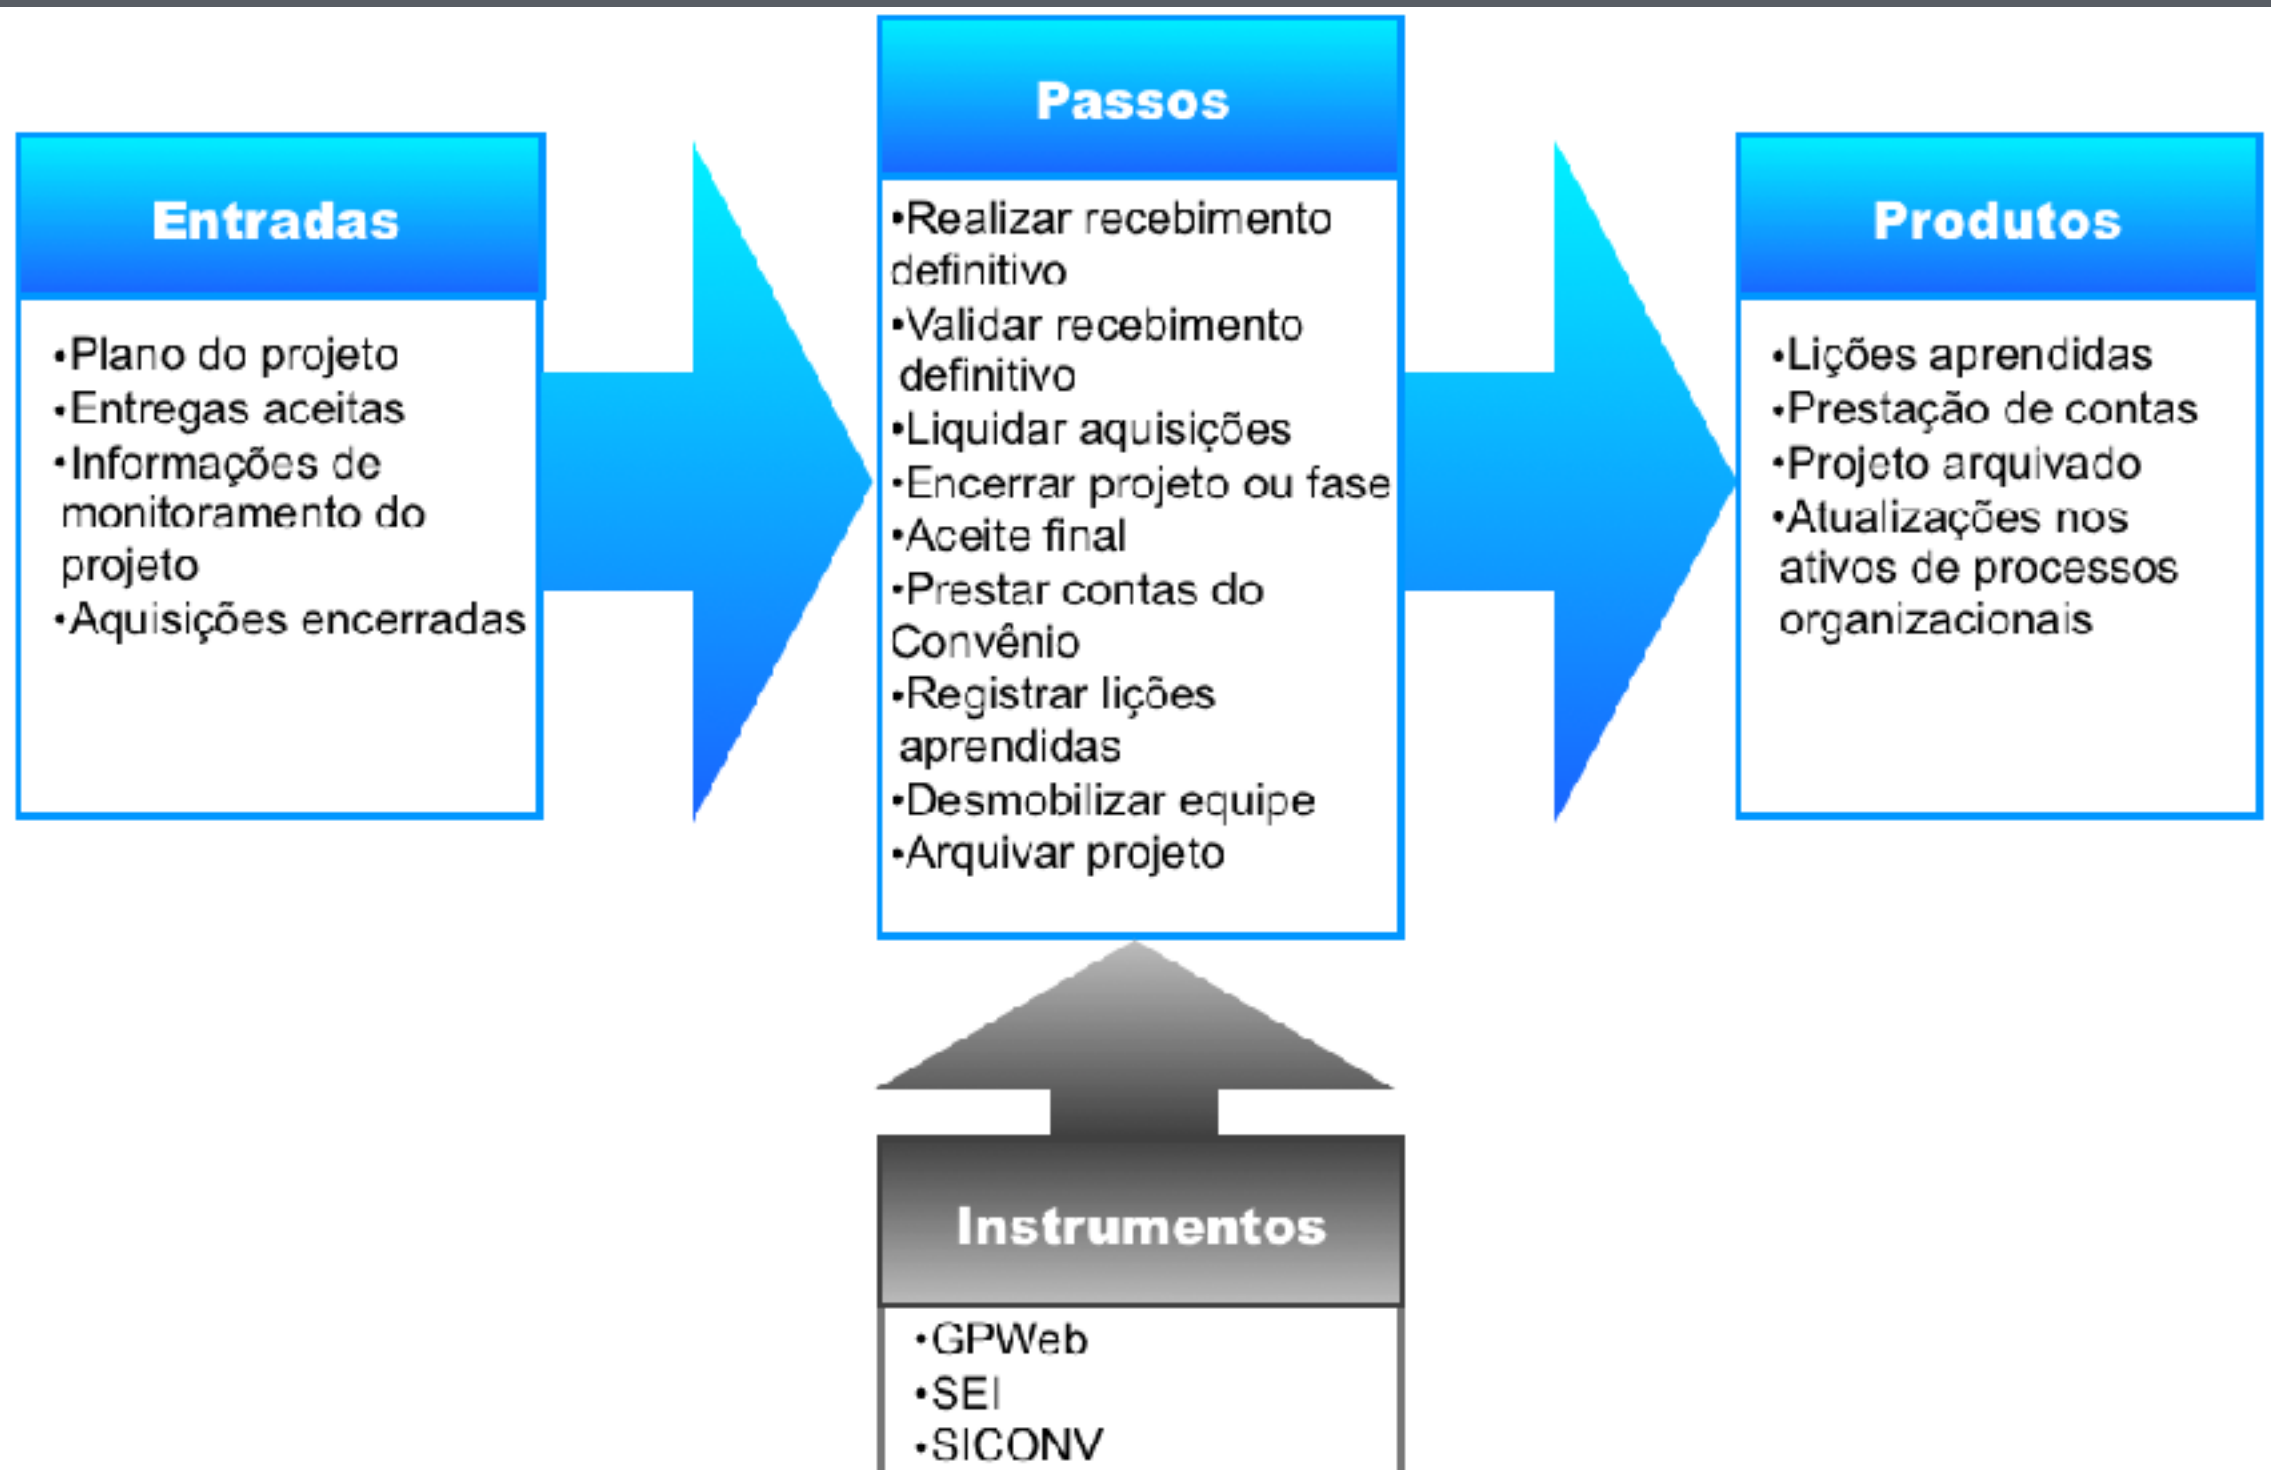 Entradas
•Plano do projeto
•Entregas aceitas
•Informações de
monitoramento do
projeto
•Aquisições encerradas
Passos
•Realizar recebimento
definitivo
•Validar recebimento
definitivo
•Liquidar aquisições
•Encerrar projeto ou fase
•Aceite final
•Prestar contas do
Convênio
•Registrar lições
aprendidas
•Desmobilizar equipe
•Arquivar projeto
Produtos
•Lições aprendidas
•Prestação de contas
•Projeto arquivado
•Atualizações nos
ativos de processos
organizacionais
Instrumentos
•GPWeb
•SEI
•SICONV